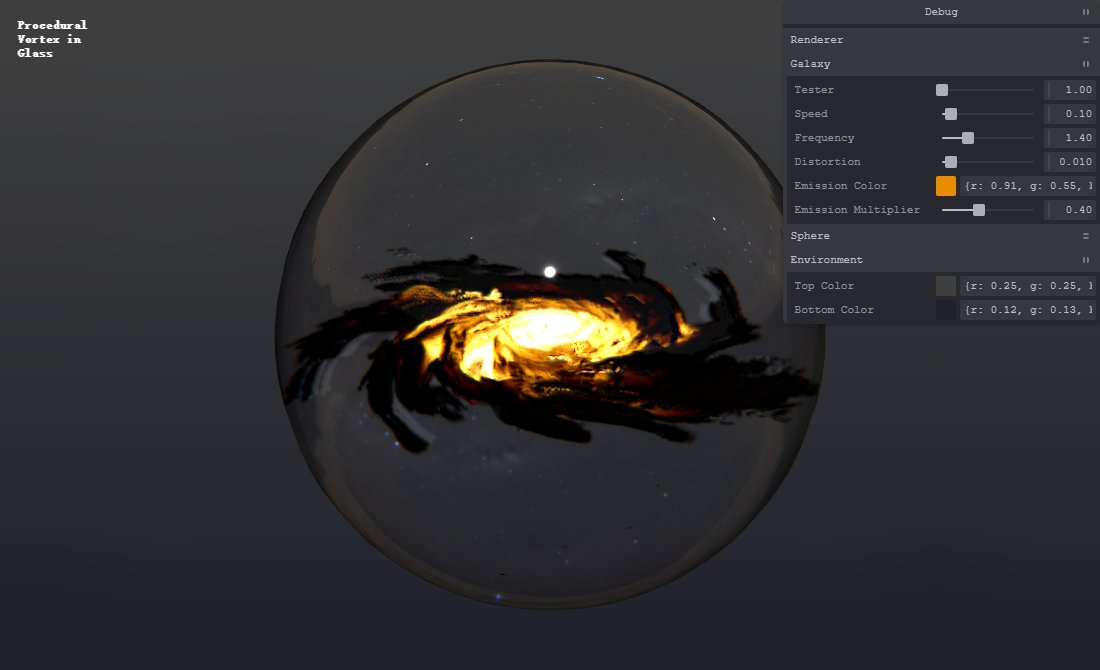 Procedural
Vortex in
Glass
Debug
Renderer
Galaxy
Tester 1.00
Speed 0.10
Frequency 1.40
Distortion 0.010
Emission Color {r: 0.91, g: 0.55,
Emission Multiplier 0.40
Sphere
Environment
Top Color {r: 0.25, g: 0.25,
Bottom Color {r: 0.12, g: 0.13,